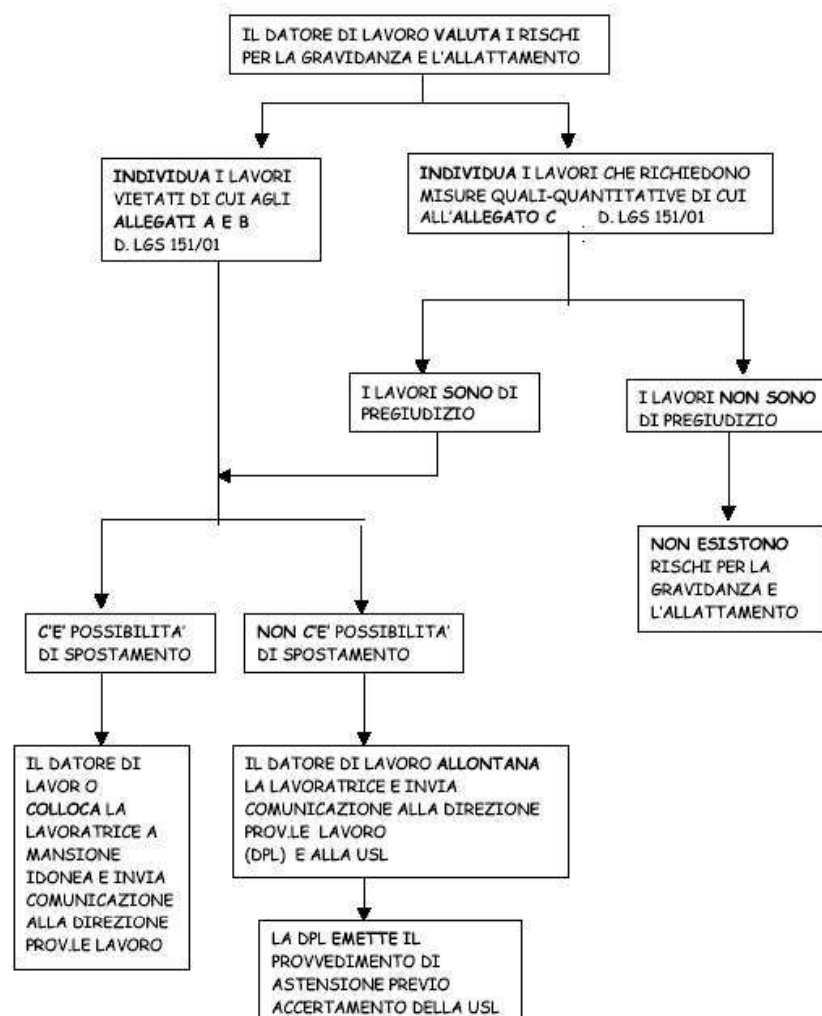 IL DATORE DI LAVORO VALUTA I RISCHI
PER LA GRAVIDANZA E L'ALLATTAMENTO
INDIVIDUA I LAVORI
VIETATI DI CUI AGLI
ALLEGATI A E B
D. LGS 151/01
INDIVIDUA I LAVORI CHE RICHIEDONO
MISURE QUALI-QUANTITATIVE DI CUI
ALL'ALLEGATO C D. LGS 151/01
I LAVORI SONO DI
PREGIUDIZIO
I LAVORI NON SONO
DI PREGIUDIZIO
NON ESISTONO
RISCHI PER LA
GRAVIDANZA E
L'ALLATTAMENTO
C'E' POSSIBILITA'
DI SPOSTAMENTO
NON C'E' POSSIBILITA'
DI SPOSTAMENTO
IL DATORE DI
LAVOR O
COLLOCA LA
LAVORATRICE A
MANSIONE
IDONEA E INVIA
COMUNICAZIONE
ALLA DIREZIONE
PROV.LE LAVORO
IL DATORE DI LAVORO ALLONTANA
LA LAVORATRICE E INVIA
COMUNICAZIONE ALLA DIREZIONE
PROV.LE LAVORO
(DPL) E ALLA USL
LA DPL EMETTE IL
PROVVEDIMENTO DI
ASTENSIONE PREVIO
ACCERTAMENTO DELLA USL